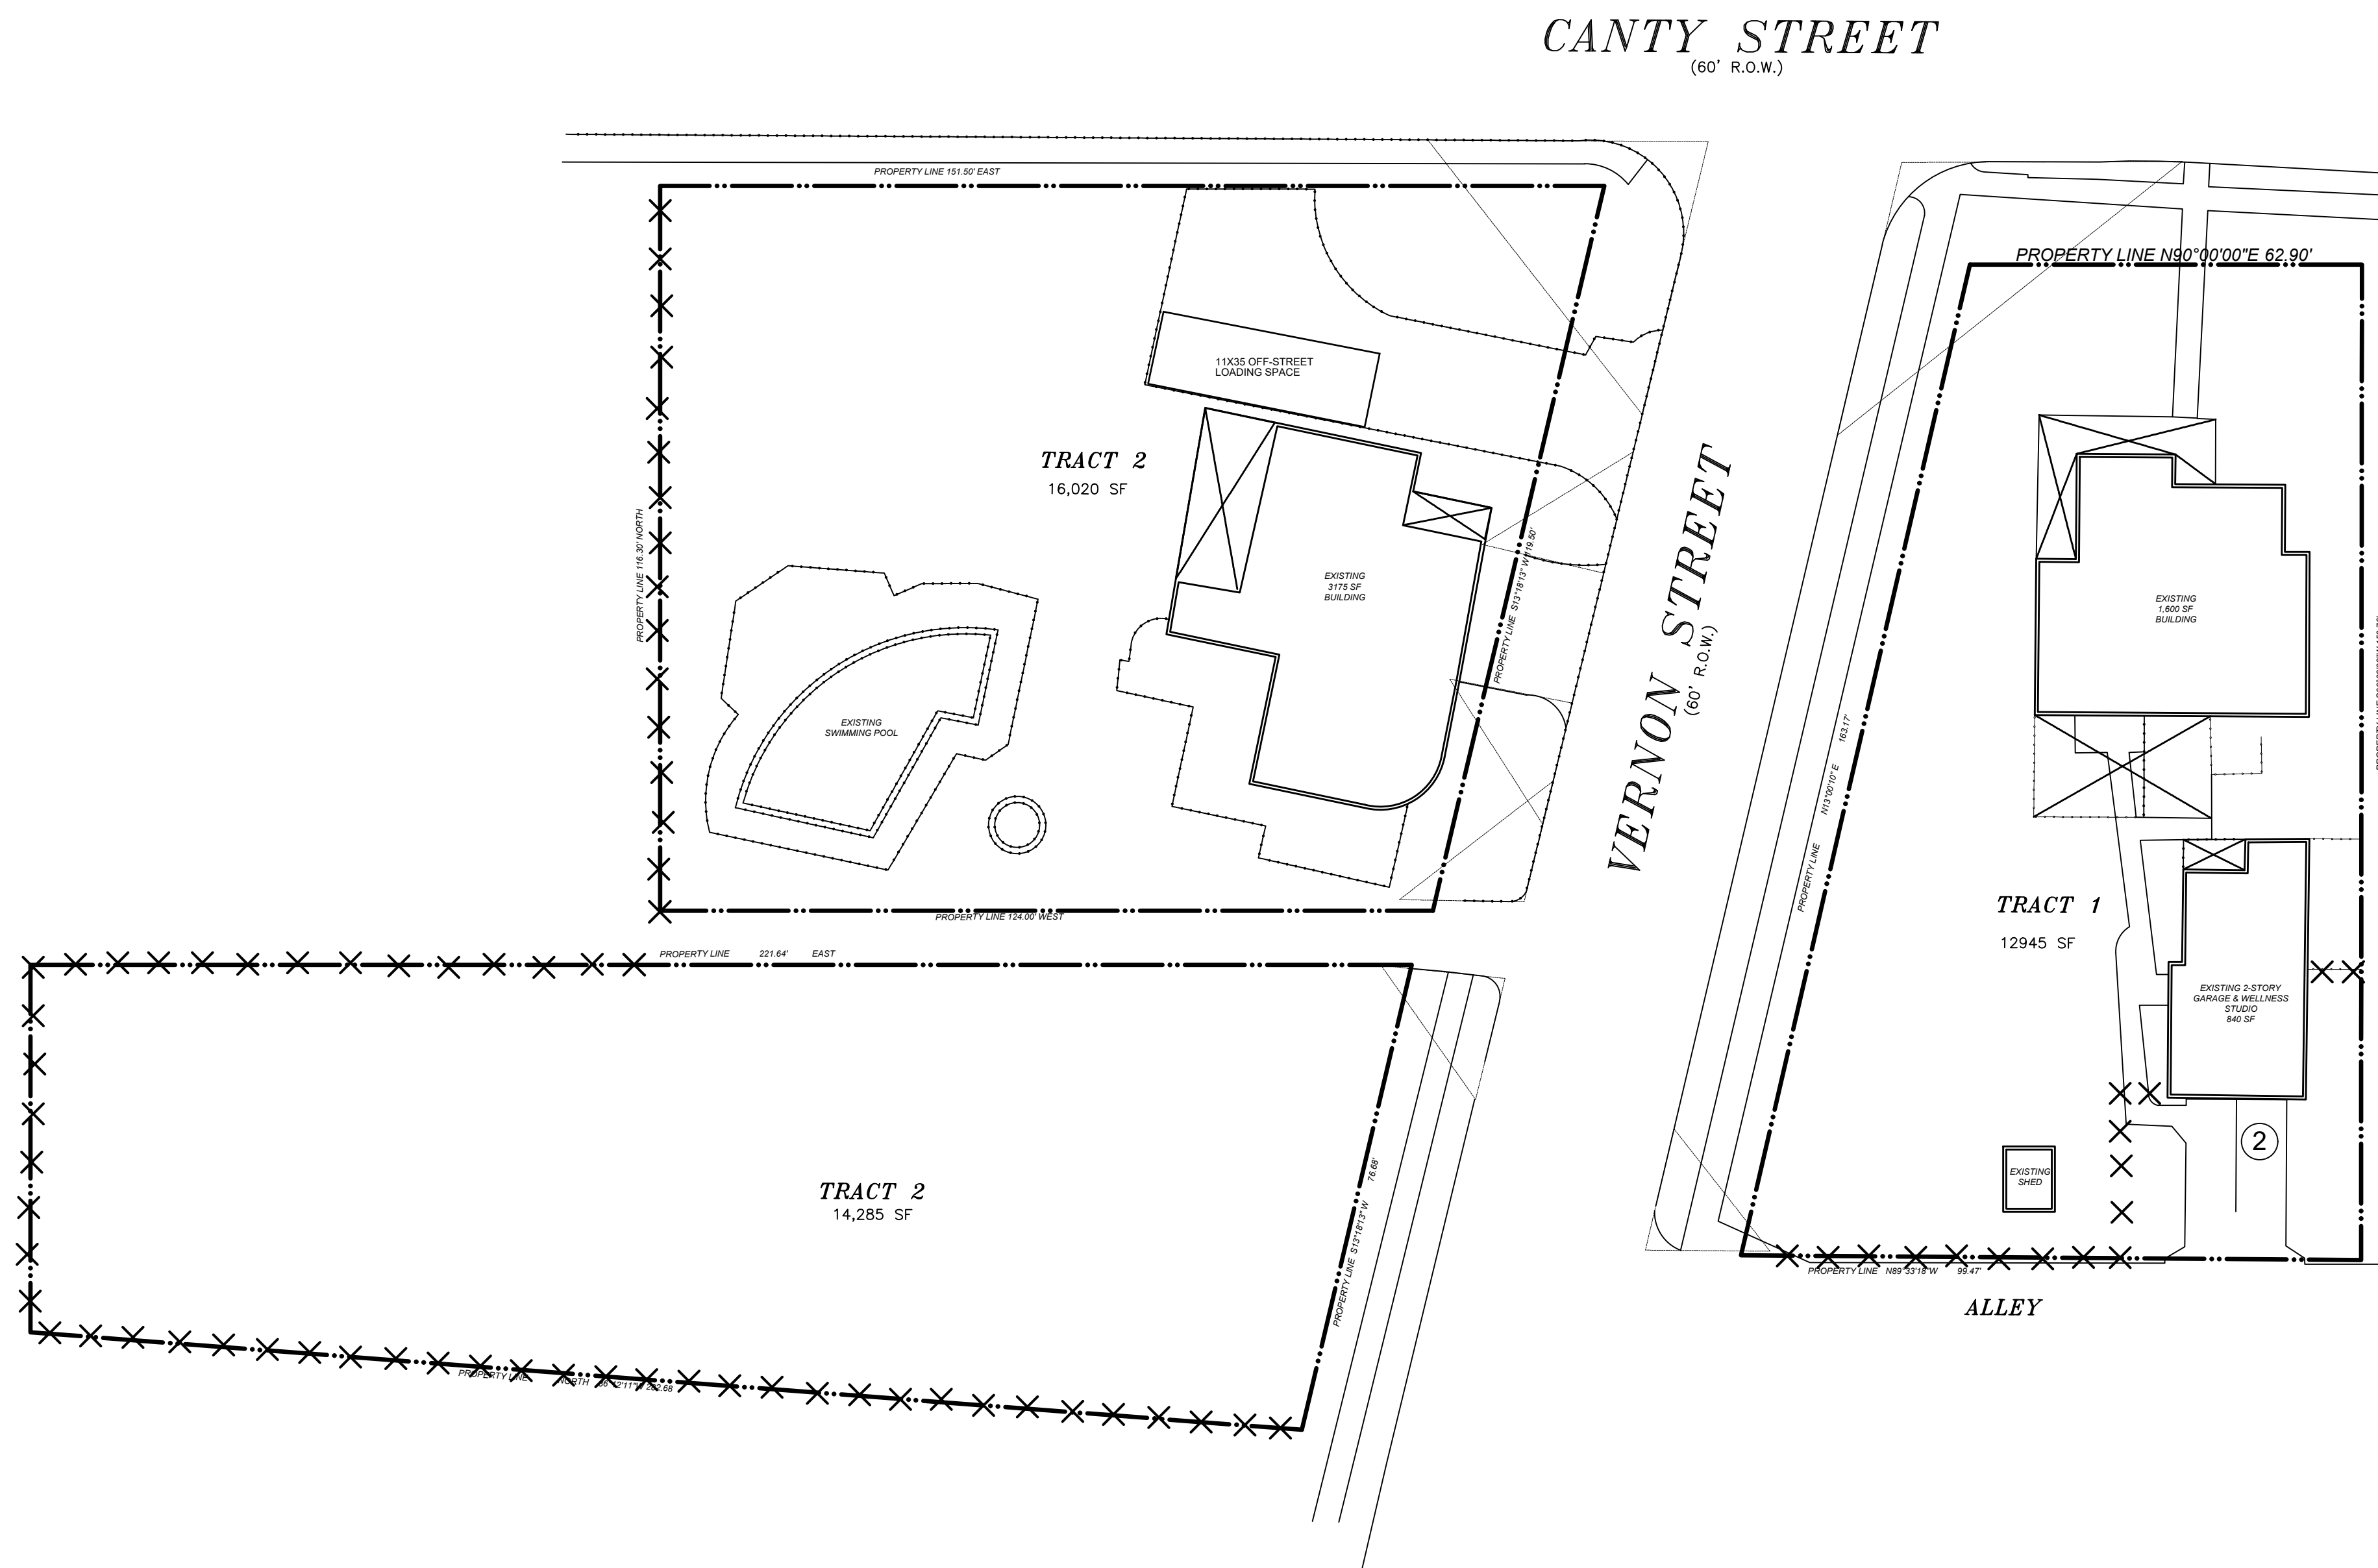 CANTY STREET
(60' R.O.W.)
PROPERTY LINE 151.50' EAST
PROPERTY LINE N90°00'00"E 62.90'
11X35 OFF-STREET
LOADING SPACE
TRACT 2
16,020 SF
PROPERTY LINE 116.30' NORTH
PROPERTY LINE S13°18'13" W 119.50'
VERNON STREET
(60' R.O.W.)
EXISTING
3175 SF
BUILDING
EXISTING
1,600 SF
BUILDING
EXISTING
SWIMMING POOL
PROPERTY LINE N13°00'10" E 163.17'
PROPERTY LINE 124.00' WEST
PROPERTY LINE 221.64' EAST
TRACT 1
12945 SF
EXISTING 2-STORY
GARAGE & WELLNESS
STUDIO
840 SF
2
EXISTING
SHED
TRACT 2
14,285 SF
PROPERTY LINE S13°18'13" W 76.68'
PROPERTY LINE N89°33'18"W 99.47'
ALLEY
PROPERTY LINE NORTH